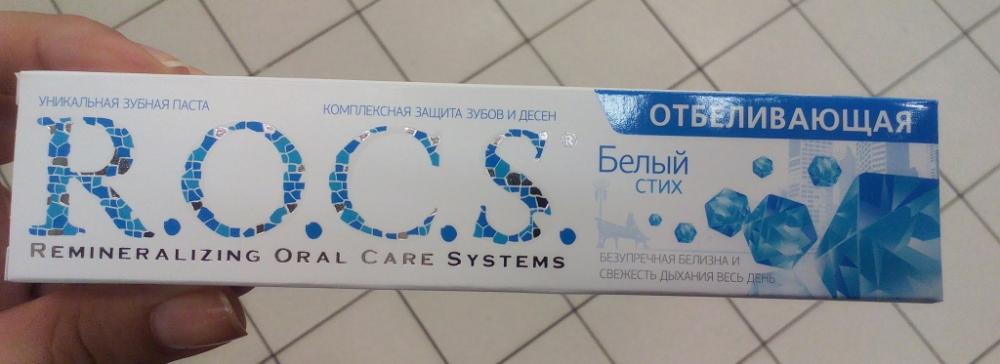 УНИКАЛЬНАЯ ЗУБНАЯ ПАСТА
КОМПЛЕКСНАЯ ЗАЩИТА ЗУБОВ И ДЕСЕН
R.O.C.S.®
REMINERALIZING ORAL CARE SYSTEMS
ОТБЕЛИВАЮЩАЯ
Белый
СТИХ
БЕЗУПРЕЧНАЯ БЕЛИЗНА И
СВЕЖЕСТЬ ДЫХАНИЯ ВЕСЬ ДЕНЬ